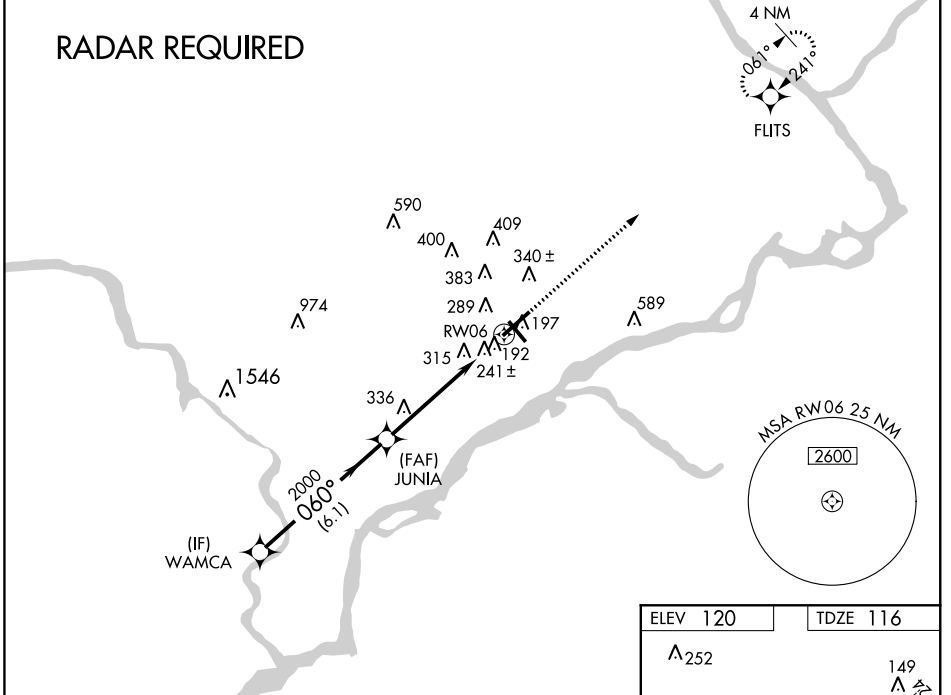 RADAR REQUIRED
4 NM
061°
241°
FLITS
590
400
409
383
340 ±
289
974
RW06
197
589
315
192
241 ±
1546
336
(FAF)
JUNIA
2000
060°
(6.1)
(IF)
WAMCA
MSA RW06 25 NM
2600
ELEV 120
TDZE 116
252
149